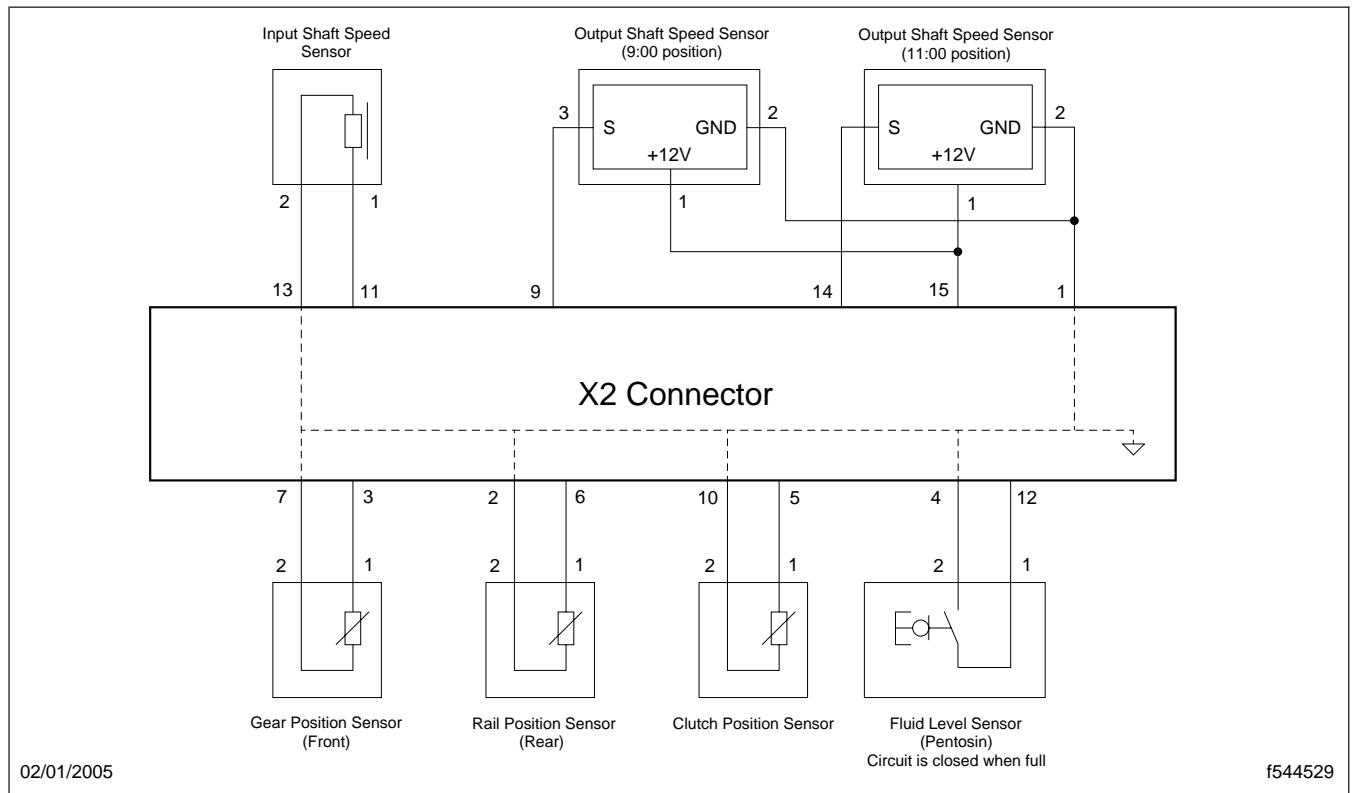 Input Shaft Speed
Sensor
Output Shaft Speed Sensor
(9:00 position)
Output Shaft Speed Sensor
(11:00 position)
3
S
GND
2
+12V
1
S
GND
2
+12V
1
2
1
13
11
9
14
15
1
X2 Connector
7
3
2
6
10
5
4
12
2
1
2
1
2
1
2
1
Gear Position Sensor
(Front)
Rail Position Sensor
(Rear)
Clutch Position Sensor
Fluid Level Sensor
(Pentosin)
Circuit is closed when full
02/01/2005
f544529